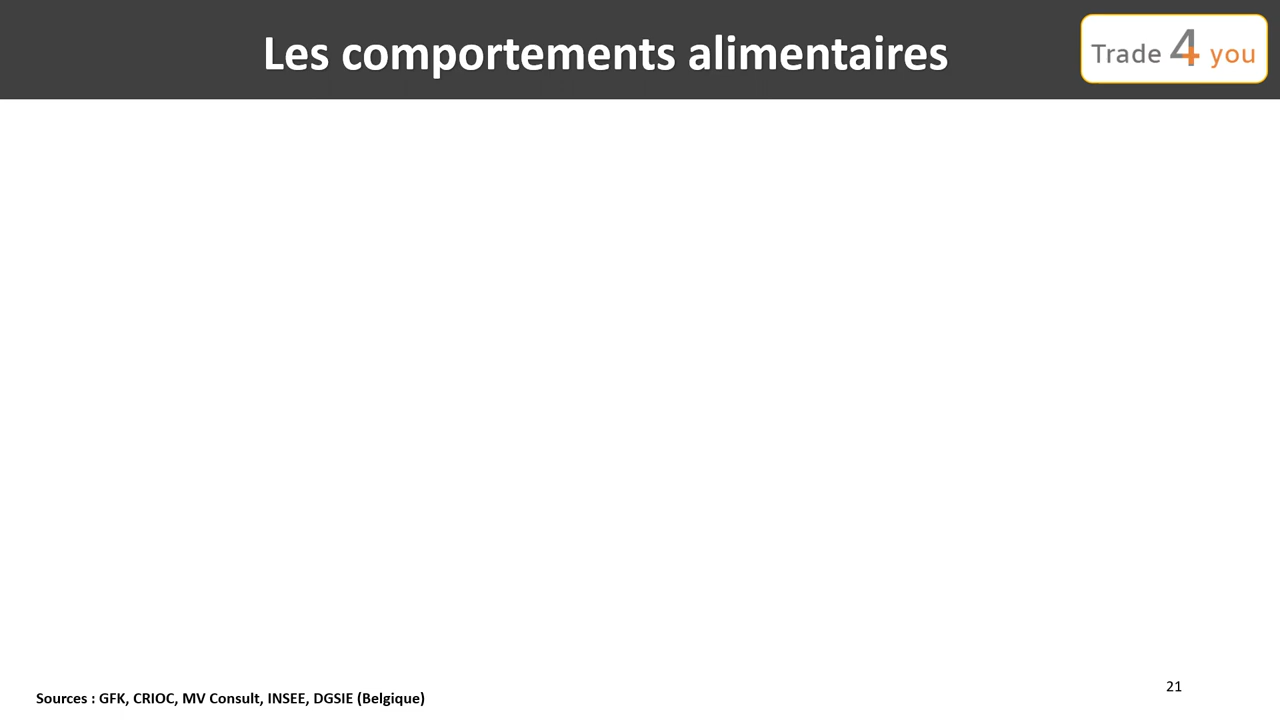 Les comportements alimentaires
Trade 4 you
Sources : GFK, CRIOC, MV Consult, INSEE, DGSIE (Belgique)
21